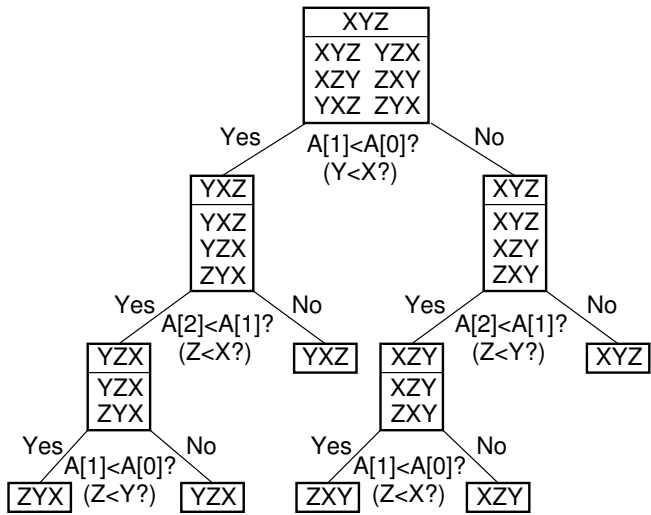 XYZ
XYZ YZX
XZY ZXY
YXZ ZYX
Yes
A[1]<A[0]?
(Y<X?)
No
YXZ
YXZ
YZX
ZYX
XYZ
XYZ
XZY
ZXY
Yes
A[2]<A[1]?
(Z<X?)
No
Yes
A[2]<A[1]?
(Z<Y?)
No
YZX
YZX
ZYX
YXZ
XZY
XZY
ZXY
XYZ
Yes
A[1]<A[0]?
(Z<Y?)
No
Yes
A[1]<A[0]?
(Z<X?)
No
ZYX
YZX
ZXY
XZY